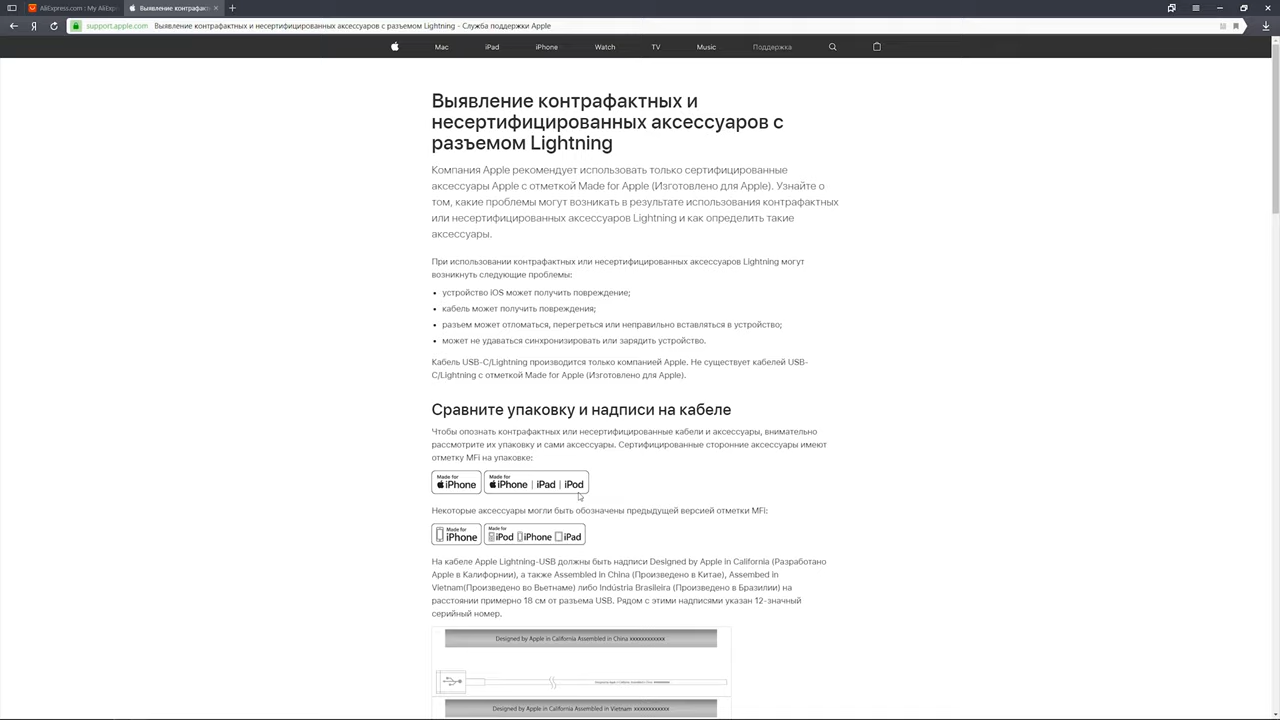 AliExpress.com : My AliExp
Выявление контрафакт
support.apple.com Выявление контрафактных и несертифицированных аксессуаров с разъемом Lightning - Служба поддержки Apple
Mac iPad iPhone Watch TV Music Поддержка
Выявление контрафактных и
несертифицированных аксессуаров с
разъемом Lightning
Компания Apple рекомендует использовать только сертифицированные
аксессуары Apple с отметкой Made for Apple (Изготовлено для Apple). Узнайте о
том, какие проблемы могут возникать в результате использования контрафактных
или несертифицированных аксессуаров Lightning и как определить такие
аксессуары.
При использовании контрафактных или несертифицированных аксессуаров Lightning могут
возникнуть следующие проблемы:
• устройство iOS может получить повреждение;
• кабель может получить повреждения;
• разъем может отломаться, перегреться или неправильно вставляться в устройство;
• может не удаваться синхронизировать или зарядить устройство.
Кабель USB-C/Lightning производится только компанией Apple. Не существует кабелей USB-
C/Lightning с отметкой Made for Apple (Изготовлено для Apple).
Сравните упаковку и надписи на кабеле
Чтобы опознать контрафактных или несертифицированные кабели и аксессуары, внимательно
рассмотрите их упаковку и сами аксессуары. Сертифицированные сторонние аксессуары имеют
отметку MFi на упаковке:
Made for iPhone
Made for iPhone | iPad | iPod
Некоторые аксессуары могли быть обозначены предыдущей версией отметки MFi:
Made for iPhone
Made for iPod iPhone iPad
На кабеле Apple Lightning-USB должны быть надписи Designed by Apple in California (Разработано
Apple в Калифорнии), а также Assembled in China (Произведено в Китае), Assembed in
Vietnam(Произведено во Вьетнаме) либо Indústria Brasileira (Произведено в Бразилии) на
расстоянии примерно 18 см от разъема USB. Рядом с этими надписями указан 12-значный
серийный номер.
Designed by Apple in California Assembled in China xxxxxxxxxxxx
Designed by Apple in California Assembled in Vietnam xxxxxxxxxxxx